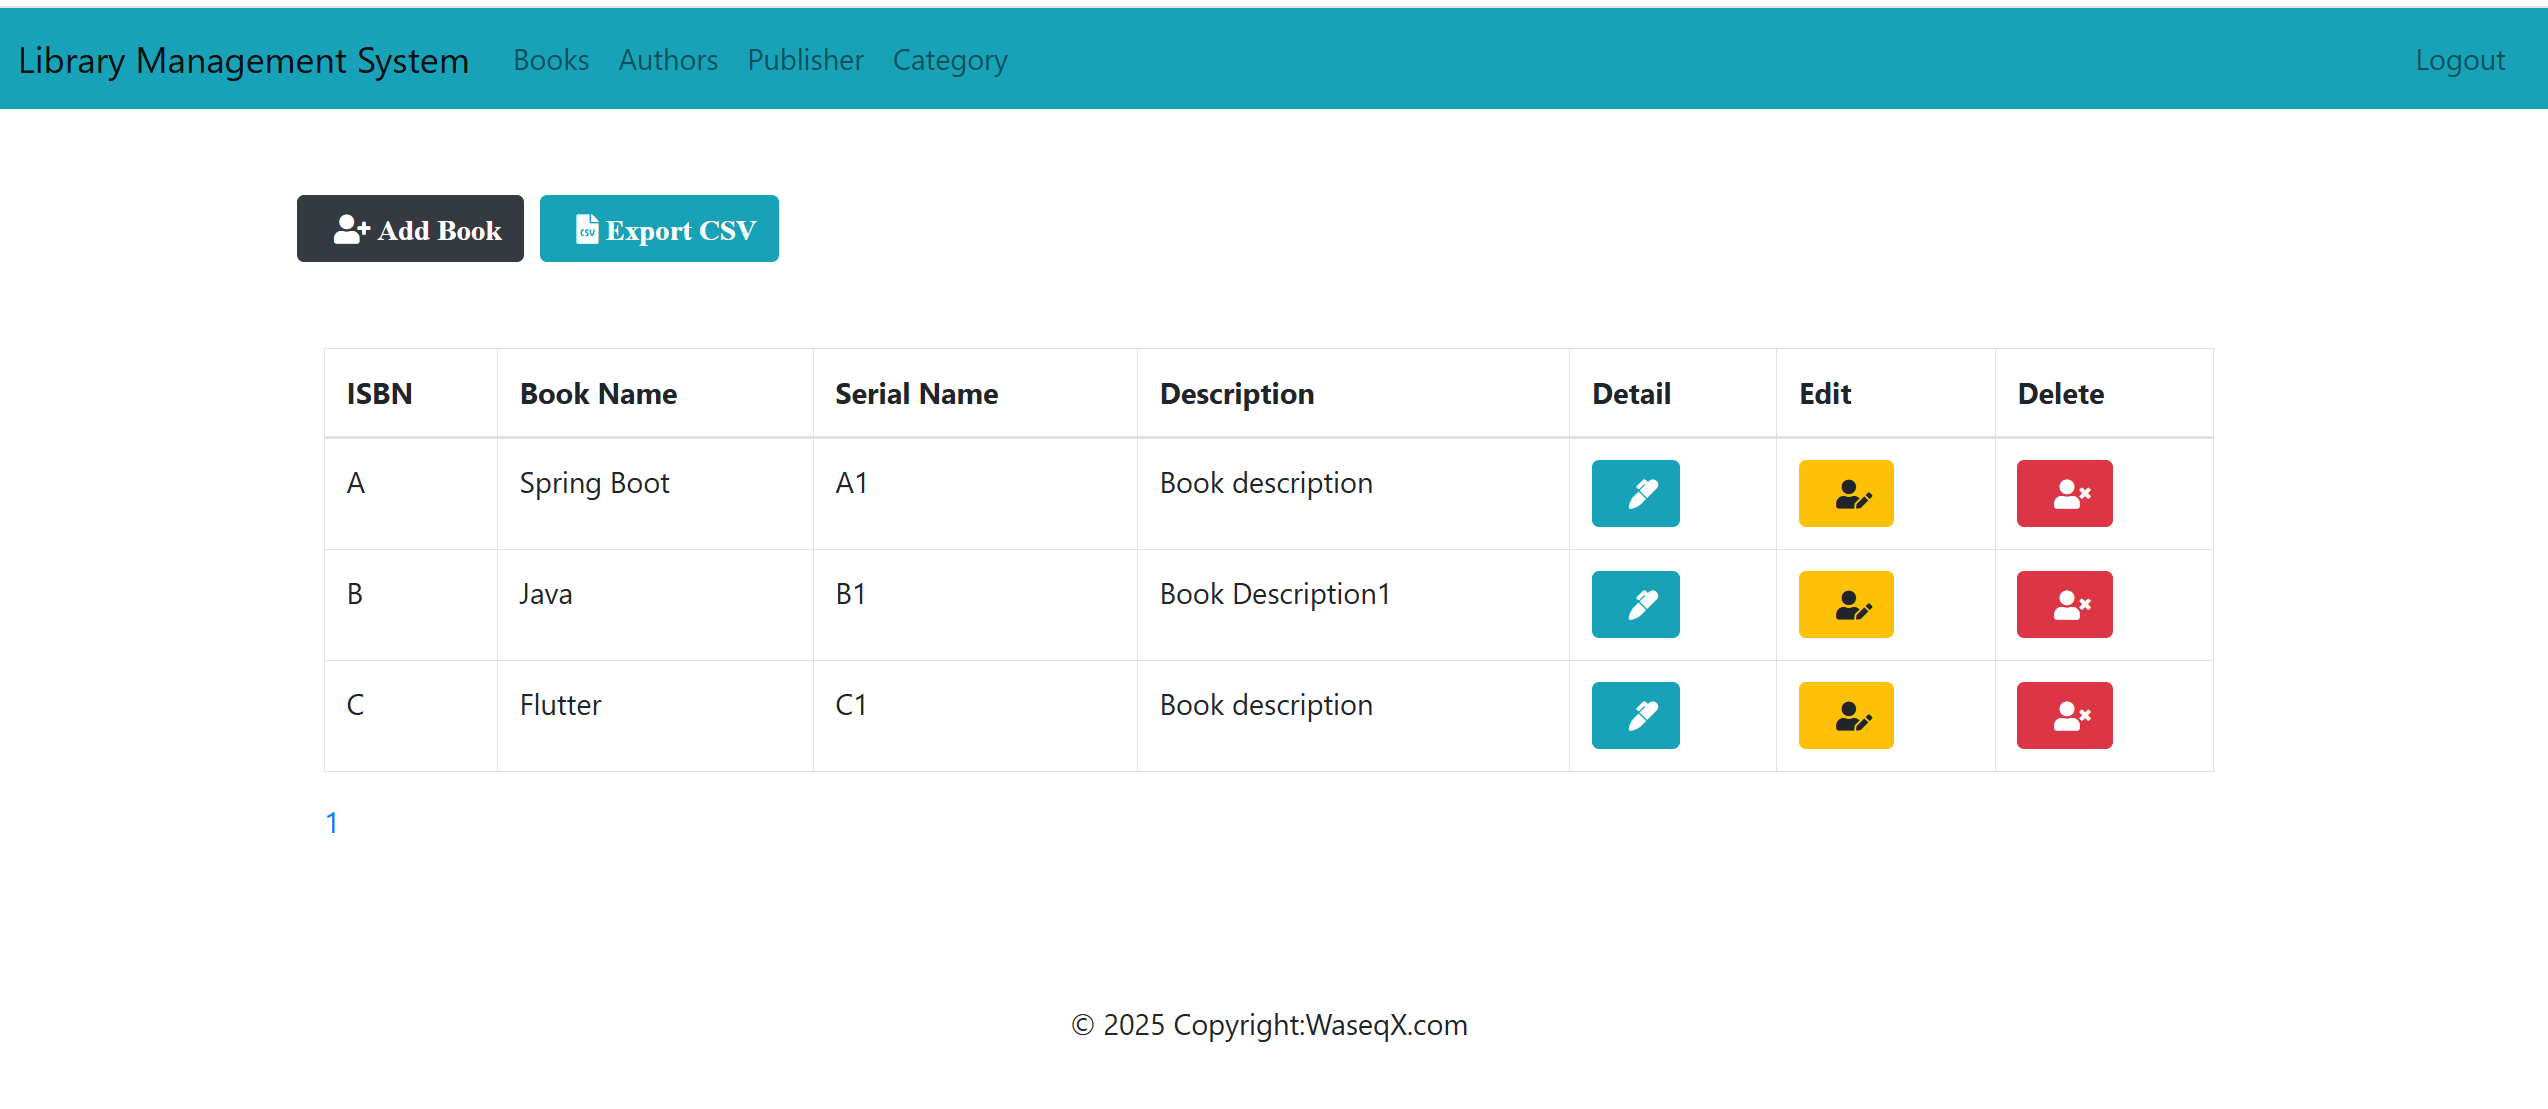 Library Management System Books Authors Publisher Category Logout
Add Book Export CSV
ISBN Book Name Serial Name Description Detail Edit Delete
A Spring Boot A1 Book description
B Java B1 Book Description1
C Flutter C1 Book description
1
© 2025 Copyright:WaseqX.com